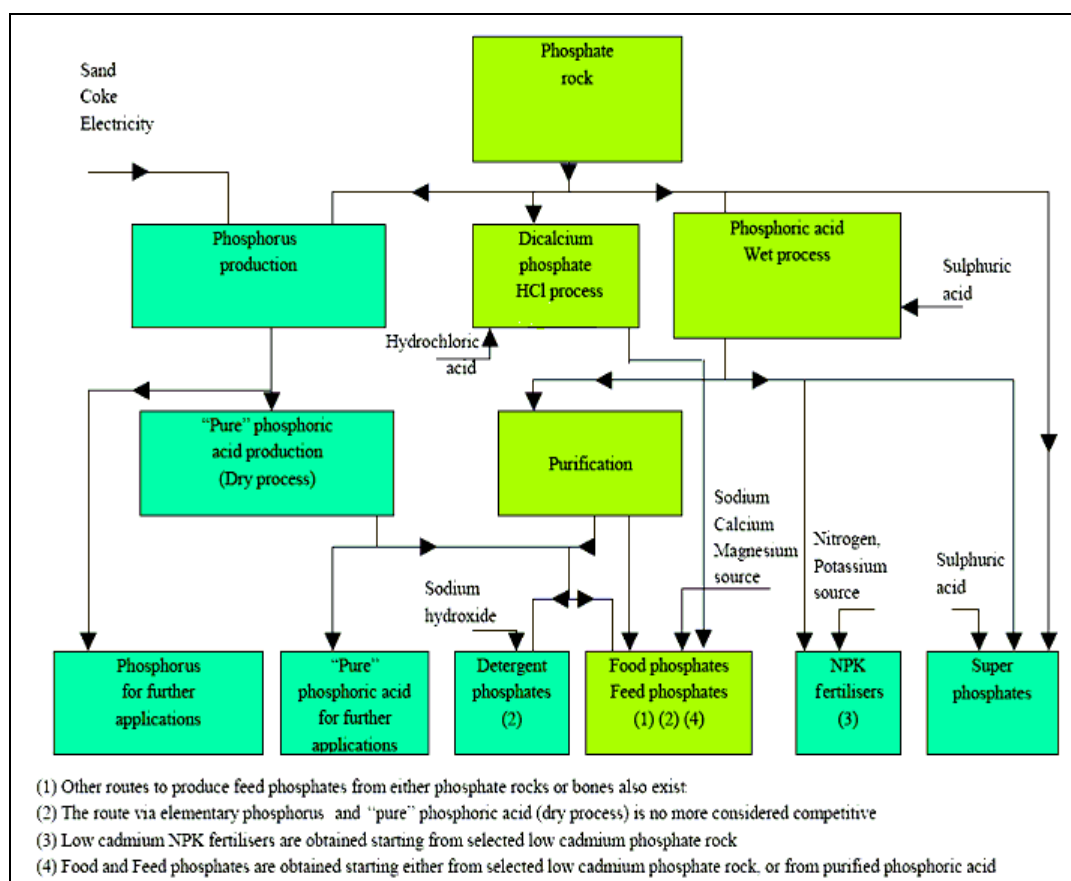 Phosphate
rock
Sand
Coke
Electricity
Phosphorus
production
Dicalcium
phosphate
HCl process
Phosphoric acid
Wet process
Sulphuric
acid
Hydrochloric
acid
“Pure” phosphoric
acid production
(Dry process)
Purification
Sodium
Calcium
Magnesium
source
Nitrogen,
Potassium
source
Sulphuric
acid
Sodium
hydroxide
Phosphorus
for further
applications
“Pure”
phosphoric acid
for further
applications
Detergent
phosphates
(2)
Food phosphates
Feed phosphates
(1) (2) (4)
NPK
fertilisers
(3)
Super
phosphates
(1) Other routes to produce feed phosphates from either phosphate rocks or bones also exist
(2) The route via elementary phosphorus and “pure” phosphoric acid (dry process) is no more considered competitive
(3) Low cadmium NPK fertilisers are obtained starting from selected low cadmium phosphate rock
(4) Food and Feed phosphates are obtained starting either from selected low cadmium phosphate rock, or from purified phosphoric acid